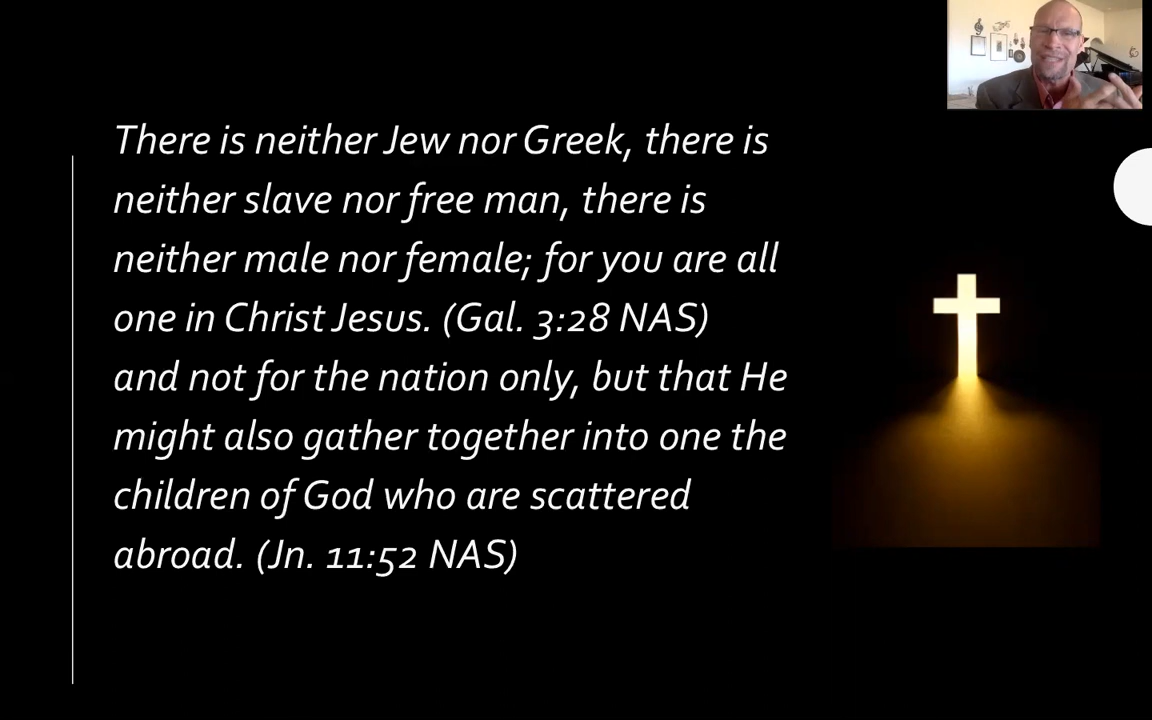 There is neither Jew nor Greek, there is
neither slave nor free man, there is
neither male nor female; for you are all
one in Christ Jesus. (Gal. 3:28 NAS)
and not for the nation only, but that He
might also gather together into one the
children of God who are scattered
abroad. (Jn. 11:52 NAS)